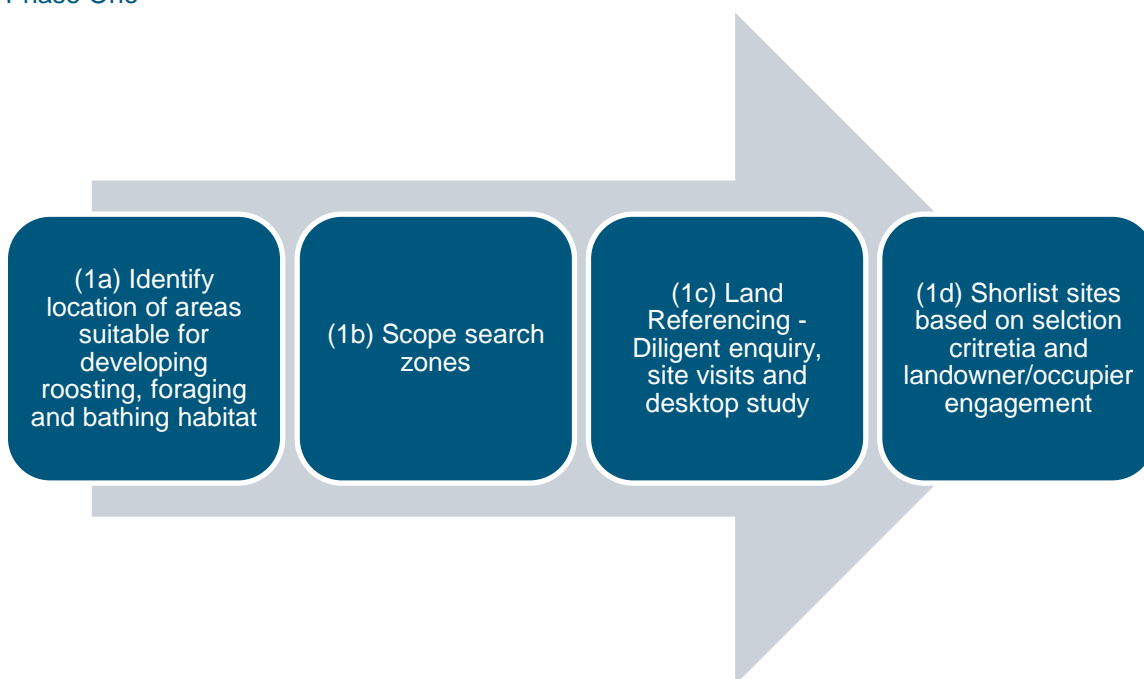 Phase One
(1a) Identify
location of areas
suitable for
developing
roosting, foraging
and bathing habitat
(1b) Scope search
zones
(1c) Land
Referencing -
Diligent enquiry,
site visits and
desktop study
(1d) Shorlist sites
based on selction
critretia and
landowner/occupier
engagement